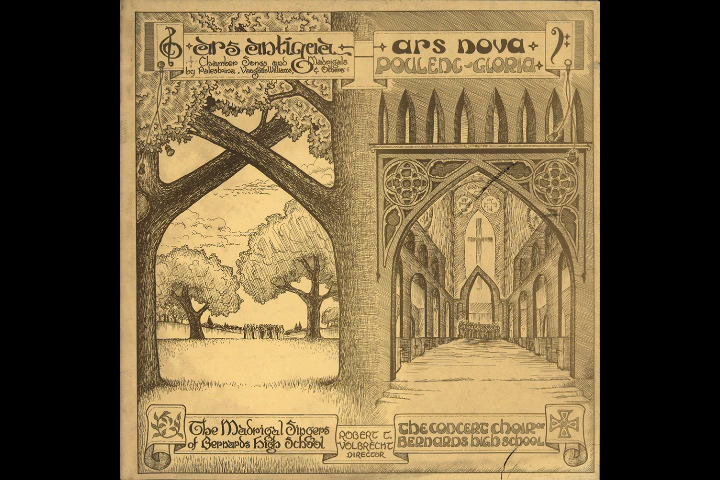 ars antiqua
Chamber Songs and Madrigals
by Palestrina, Vaughan Williams, & Others
ars nova
POULENC-GLORIA
The Madrigal Singers
of Bernards High School
ROBERT T.
VOLBRECHT
DIRECTOR
THE CONCERT CHOIR OF
BERNARDS HIGH SCHOOL